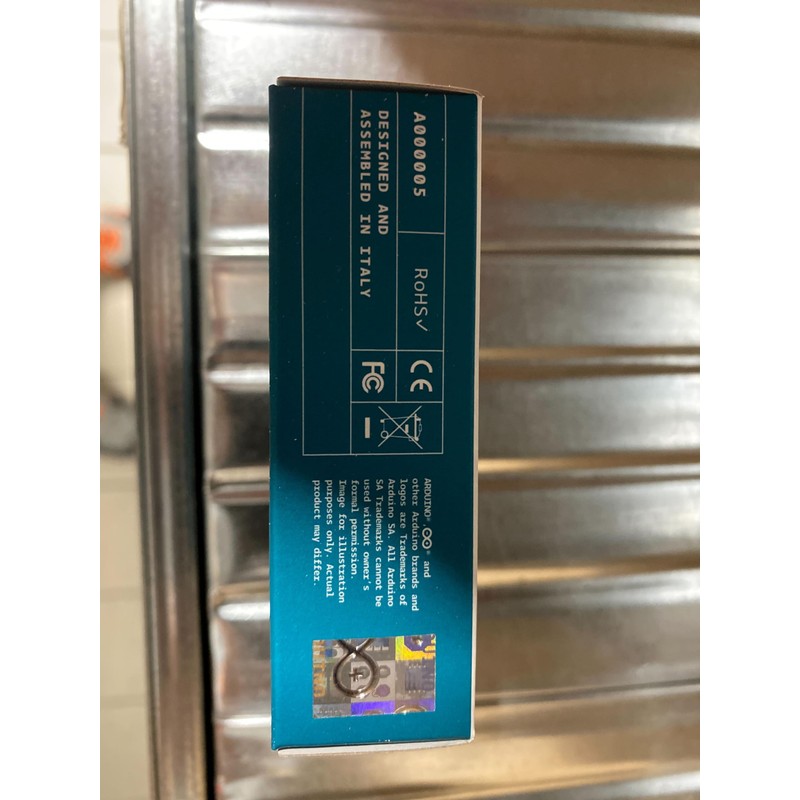 A000005
RoHS✓
CE
DESIGNED AND
ASSEMBLED IN ITALY
FC
ARDUINO®, ∞® and
other Arduino brands and
logos are Trademarks of
Arduino SA. All Arduino
SA Trademarks cannot be
used without owner's
formal permission.
Image for illustration
purposes only. Actual
product may differ.